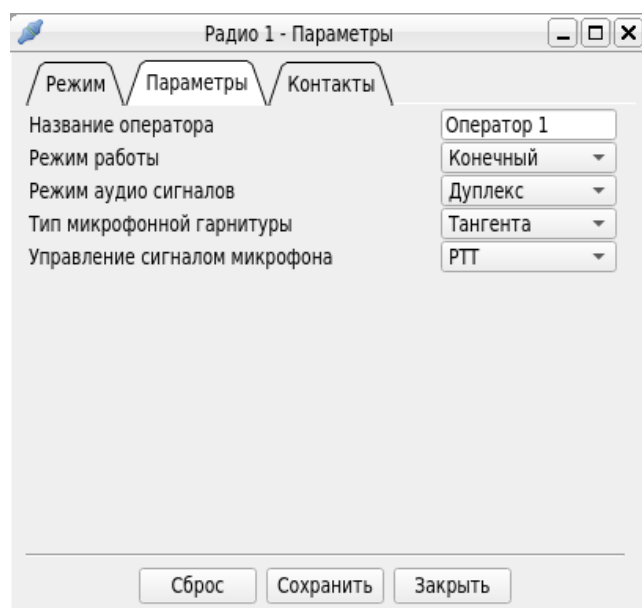 Радио 1 - Параметры
Режим Параметры Контакты
Название оператора Оператор 1
Режим работы Конечный
Режим аудио сигналов Дуплекс
Тип микрофонной гарнитуры Тангента
Управление сигналом микрофона PTT
Сброс Сохранить Закрыть